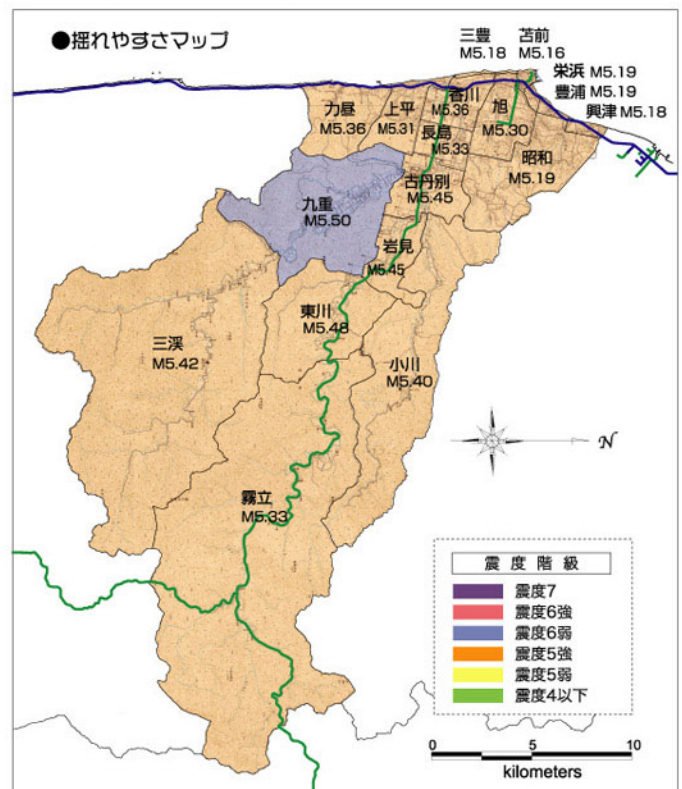 ●揺れやすさマップ
三豊
M5.18
苫前
M5.16
栄浜 M5.19
豊浦 M5.19
興津 M5.18
力昼
M5.36
上平
M5.31
香川
M5.36
旭
M5.30
長島
M5.33
昭和
M5.19
古丹別
M5.45
九重
M5.50
岩見
M5.45
東川
M5.48
三渓
M5.42
小川
M5.40
霧立
M5.33
N
震度階級
震度7
震度6強
震度6弱
震度5強
震度5弱
震度4以下
0 5 10
kilometers